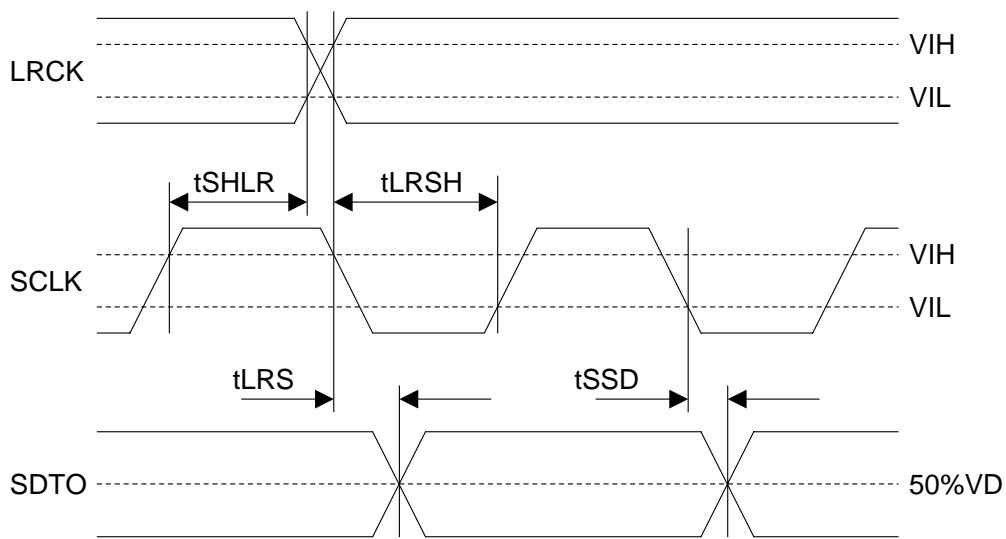 VIH
LRCK
VIL
tSHLR
tLRSH
VIH
SCLK
VIL
tLRS
tSSD
SDTO
50%VD